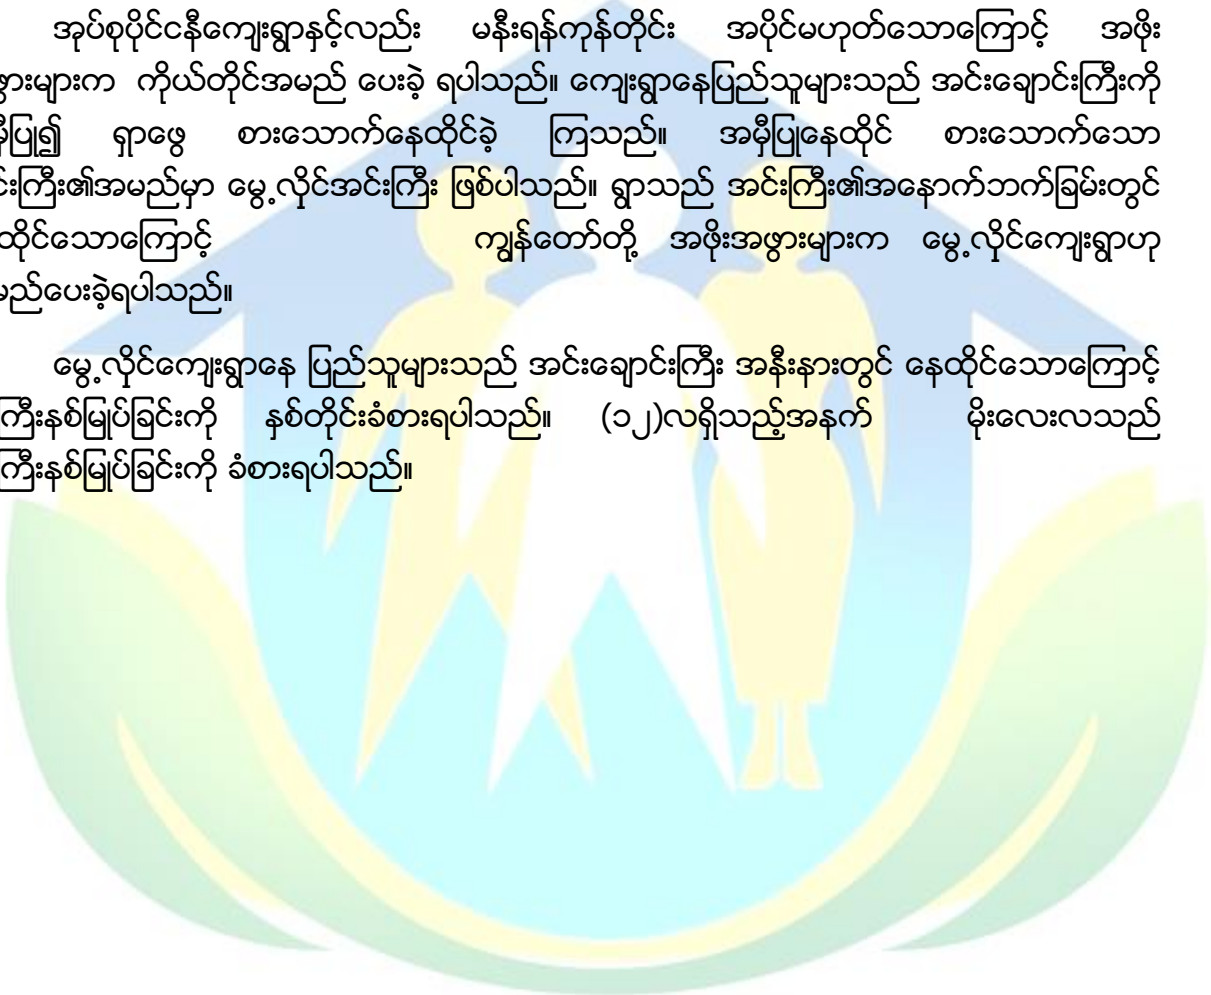 အုပ်စုပိုင်ငနီကျေးရွာနှင့်လည်း မနီးရန်ကုန်တိုင်း အပိုင်မဟုတ်သောကြောင့် အဖိုး
ဖွားများက ကိုယ်တိုင်အမည် ပေးခဲ့ ရပါသည်။ ကျေးရွာနေပြည်သူများသည် အင်းချောင်းကြီးကို
မှီပြု၍ ရှာဖွေ စားသောက်နေထိုင်ခဲ့ ကြသည်။ အမှီပြုနေထိုင် စားသောက်သော
င်းကြီး၏အမည်မှာ မွေ့လှိုင်အင်းကြီး ဖြစ်ပါသည်။ ရွာသည် အင်းကြီး၏အနောက်ဘက်ခြမ်းတွင်
ထိုင်သောကြောင့် ကျွန်တော်တို့ အဖိုးအဖွားများက မွေ့လှိုင်ကျေးရွာဟု
မည်ပေးခဲ့ရပါသည်။
မွေ့လှိုင်ကျေးရွာနေ ပြည်သူများသည် အင်းချောင်းကြီး အနီးနားတွင် နေထိုင်သောကြောင့်
ကြီးနစ်မြုပ်ခြင်းကို နှစ်တိုင်းခံစားရပါသည်။ (၁၂)လရှိသည့်အနက် မိုးလေးလသည်
ကြီးနစ်မြုပ်ခြင်းကို ခံစားရပါသည်။